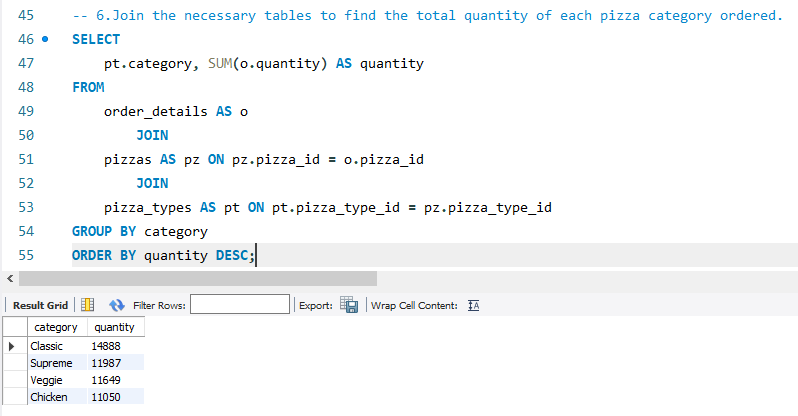 45 -- 6.Join the necessary tables to find the total quantity of each pizza category ordered.
46 SELECT
47 pt.category, SUM(o.quantity) AS quantity
48 FROM
49 order_details AS o
50 JOIN
51 pizzas AS pz ON pz.pizza_id = o.pizza_id
52 JOIN
53 pizza_types AS pt ON pt.pizza_type_id = pz.pizza_type_id
54 GROUP BY category
55 ORDER BY quantity DESC;
Result Grid Filter Rows: Export: Wrap Cell Content: IA
category quantity
Classic 14888
Supreme 11987
Veggie 11649
Chicken 11050